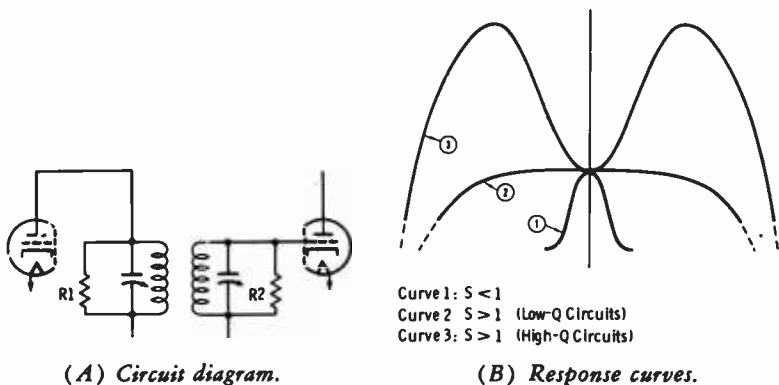 R1
R2
3
2
1
Curve 1: S < 1
Curve 2 S > 1 (Low-Q Circuits)
Curve 3: S > 1 (High-Q Circuits)
(A) Circuit diagram.
(B) Response curves.